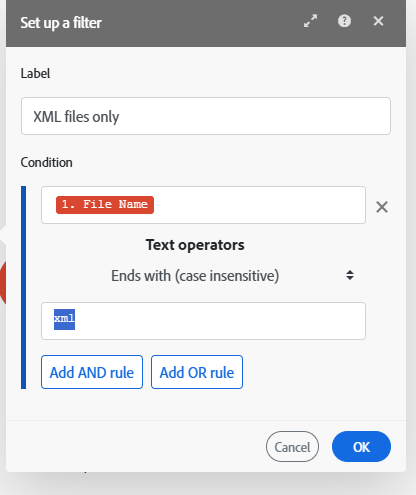 Set up a filter
Label
XML files only
Condition
1. File Name
Text operators
Ends with (case insensitive)
xml
Add AND rule Add OR rule
Cancel OK